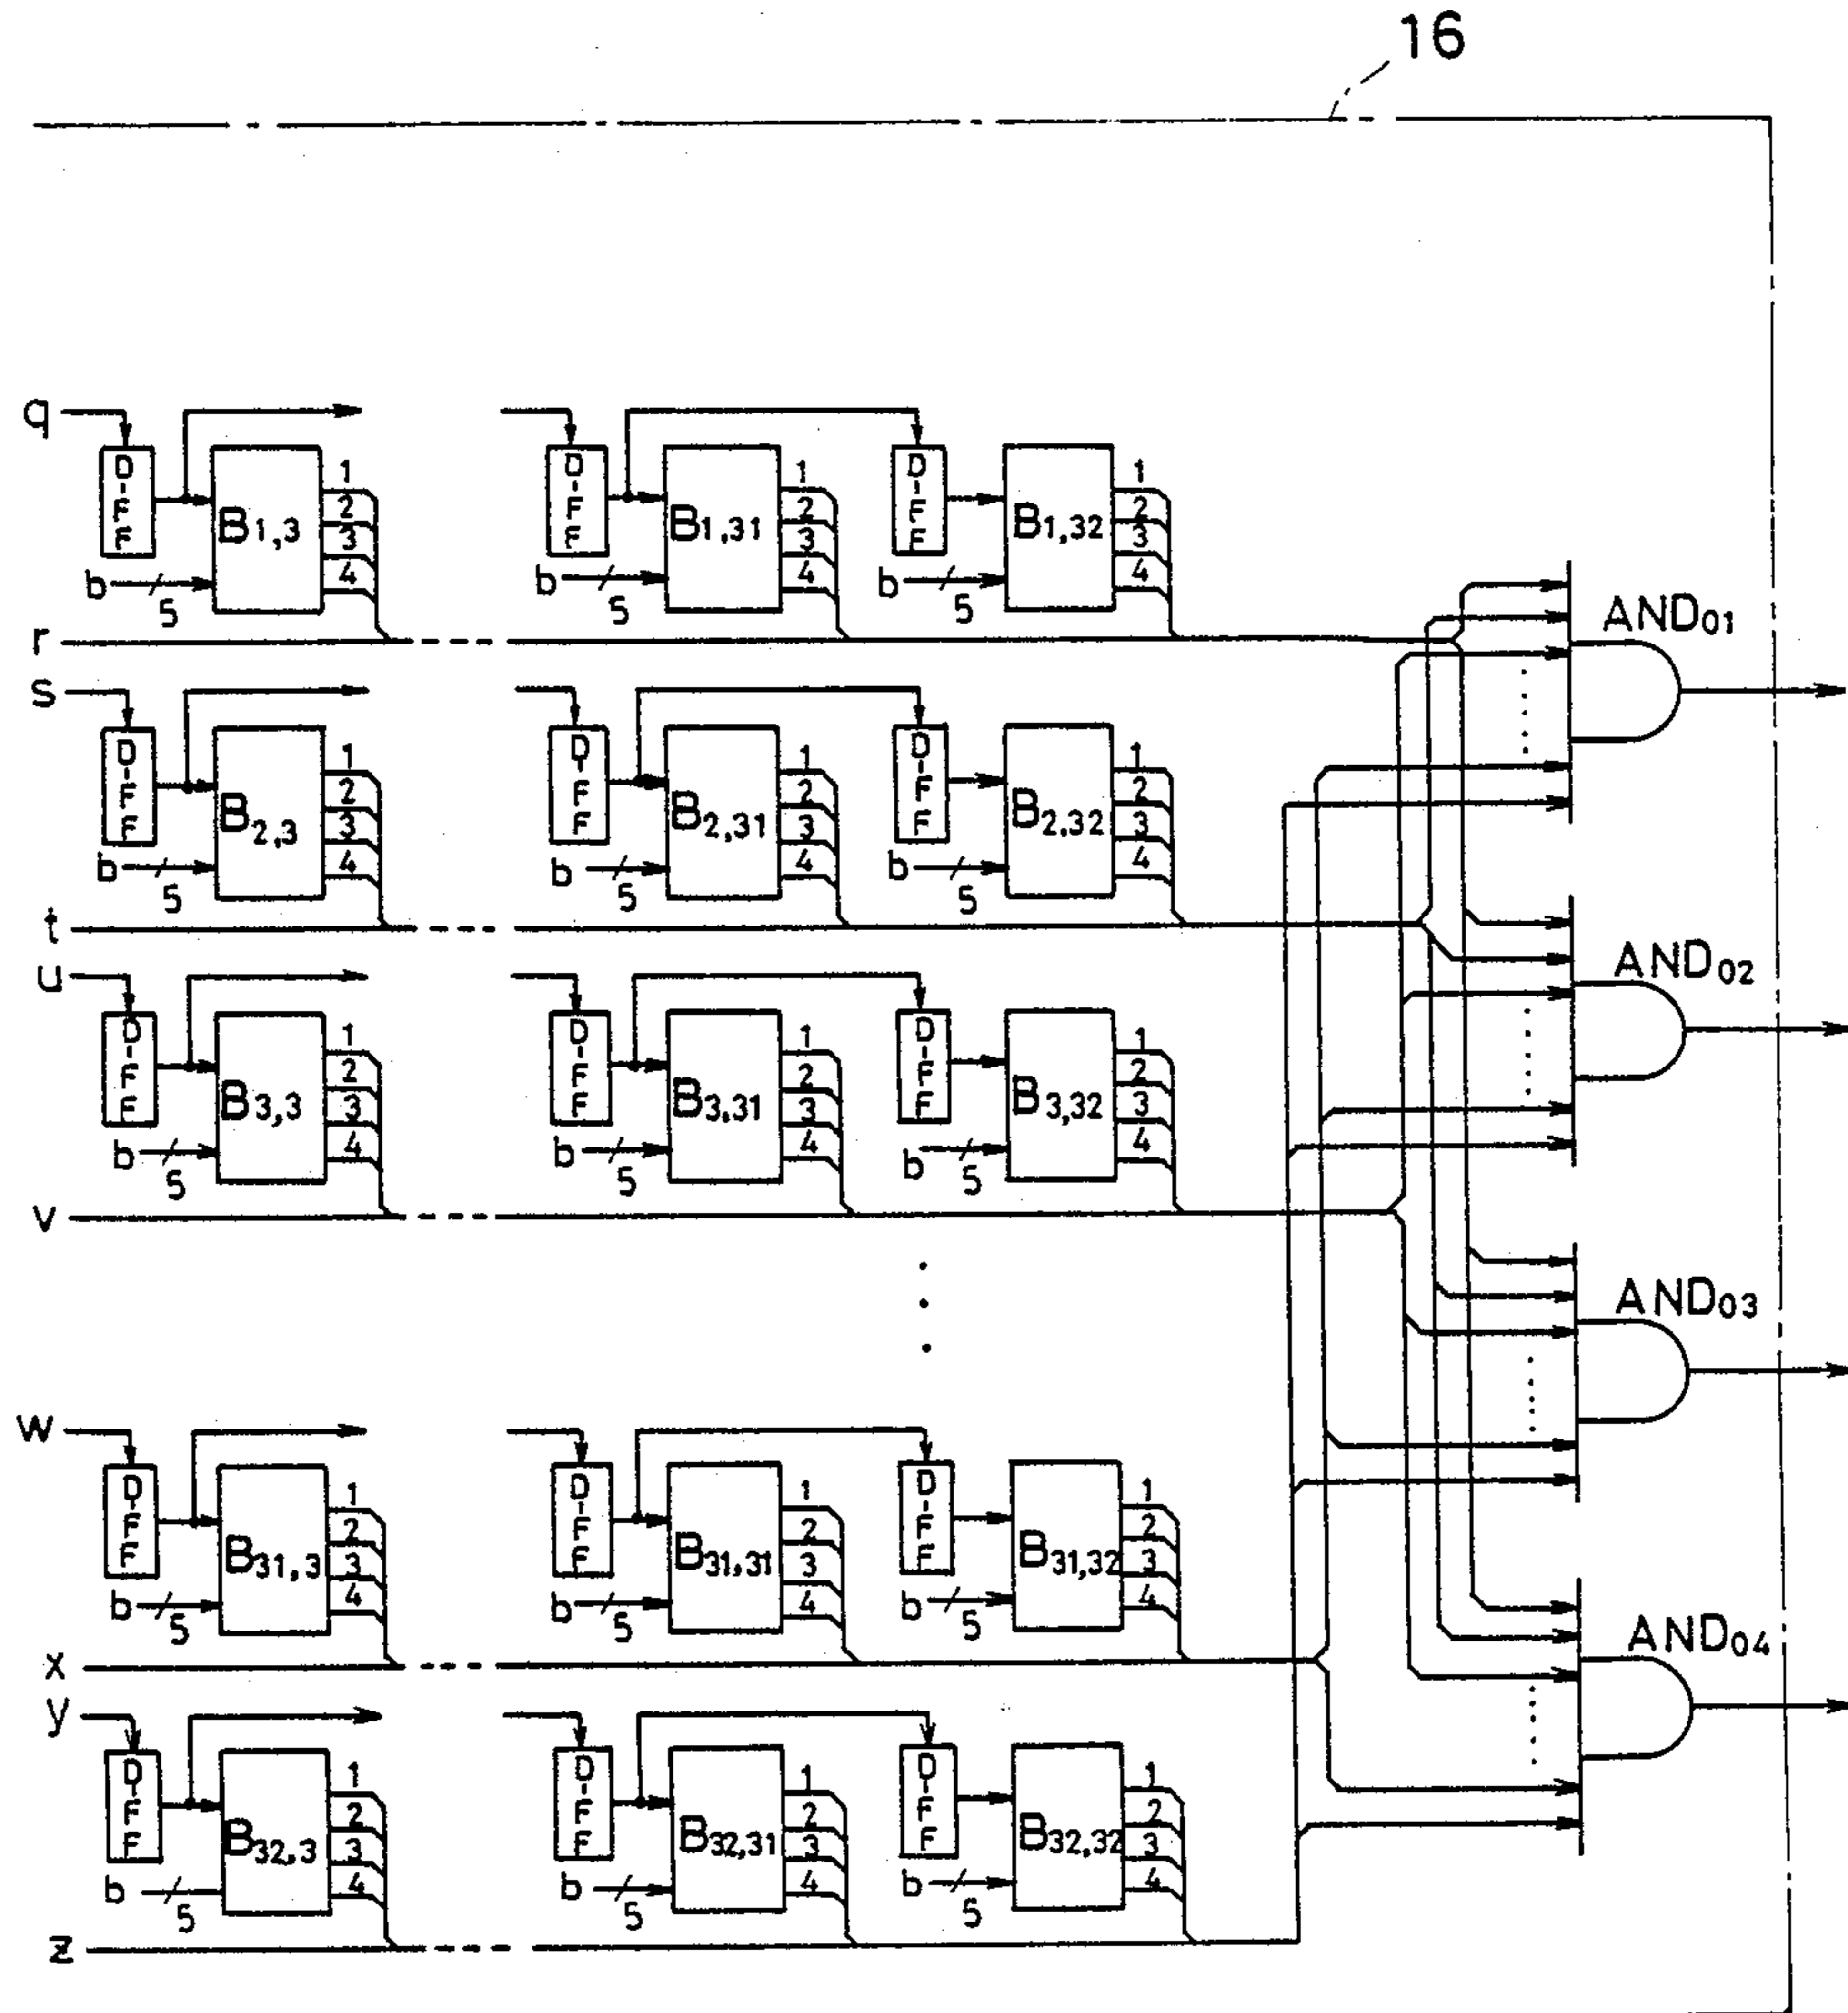 16
q D-FF B1,3 1 2 3 4 D-FF B1,31 1 2 3 4 D-FF B1,32 1 2 3 4
b 5 b 5 b 5
AND01
r
s D-FF B2,3 1 2 3 4 D-FF B2,31 1 2 3 4 D-FF B2,32 1 2 3 4
b 5 b 5 b 5
t
AND02
u D-FF B3,3 1 2 3 4 D-FF B3,31 1 2 3 4 D-FF B3,32 1 2 3 4
b 5 b 5 b 5
v
AND03
w D-FF B31,3 1 2 3 4 D-FF B31,31 1 2 3 4 D-FF B31,32 1 2 3 4
b 5 b 5 b 5
AND04
x
y D-FF B32,3 1 2 3 4 D-FF B32,31 1 2 3 4 D-FF B32,32 1 2 3 4
b 5 b 5 b 5
z